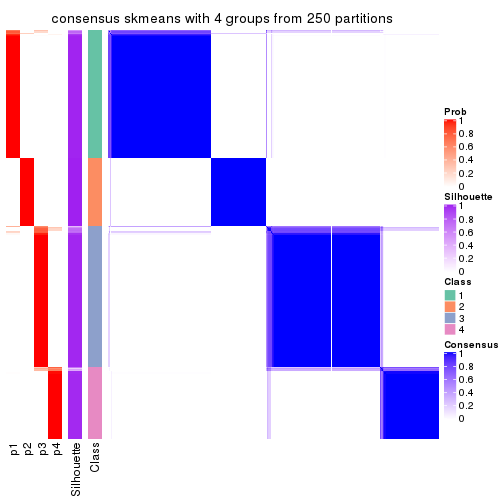 consensus skmeans with 4 groups from 250 partitions
Prob
1
0.8
0.6
0.4
0.2
0
Silhouette
1
0.8
0.6
0.4
0.2
0
Class
1
2
3
4
Consensus
1
0.8
0.6
0.4
0.2
0
p1
p2
p3
p4
Silhouette
Class